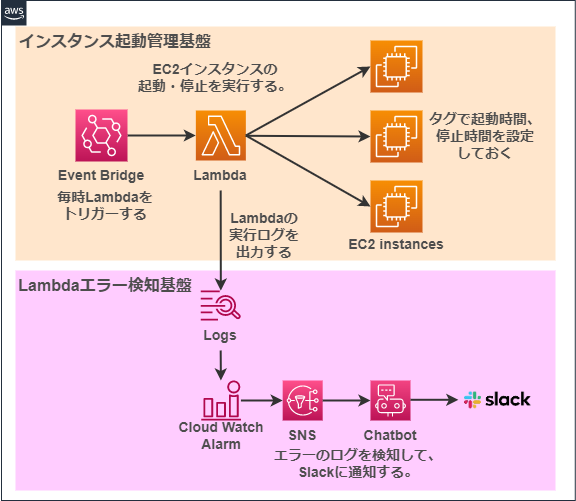 aws
インスタンス起動管理基盤
EC2インスタンスの
起動・停止を実行する。
タグで起動時間、
停止時間を設定
しておく
Event Bridge
Lambda
毎時Lambdaを
トリガーする
Lambdaの
実行ログを
出力する
EC2 instances
Lambdaエラー検知基盤
Logs
Cloud Watch
Alarm
SNS
Chatbot
slack
エラーのログを検知して、
Slackに通知する。